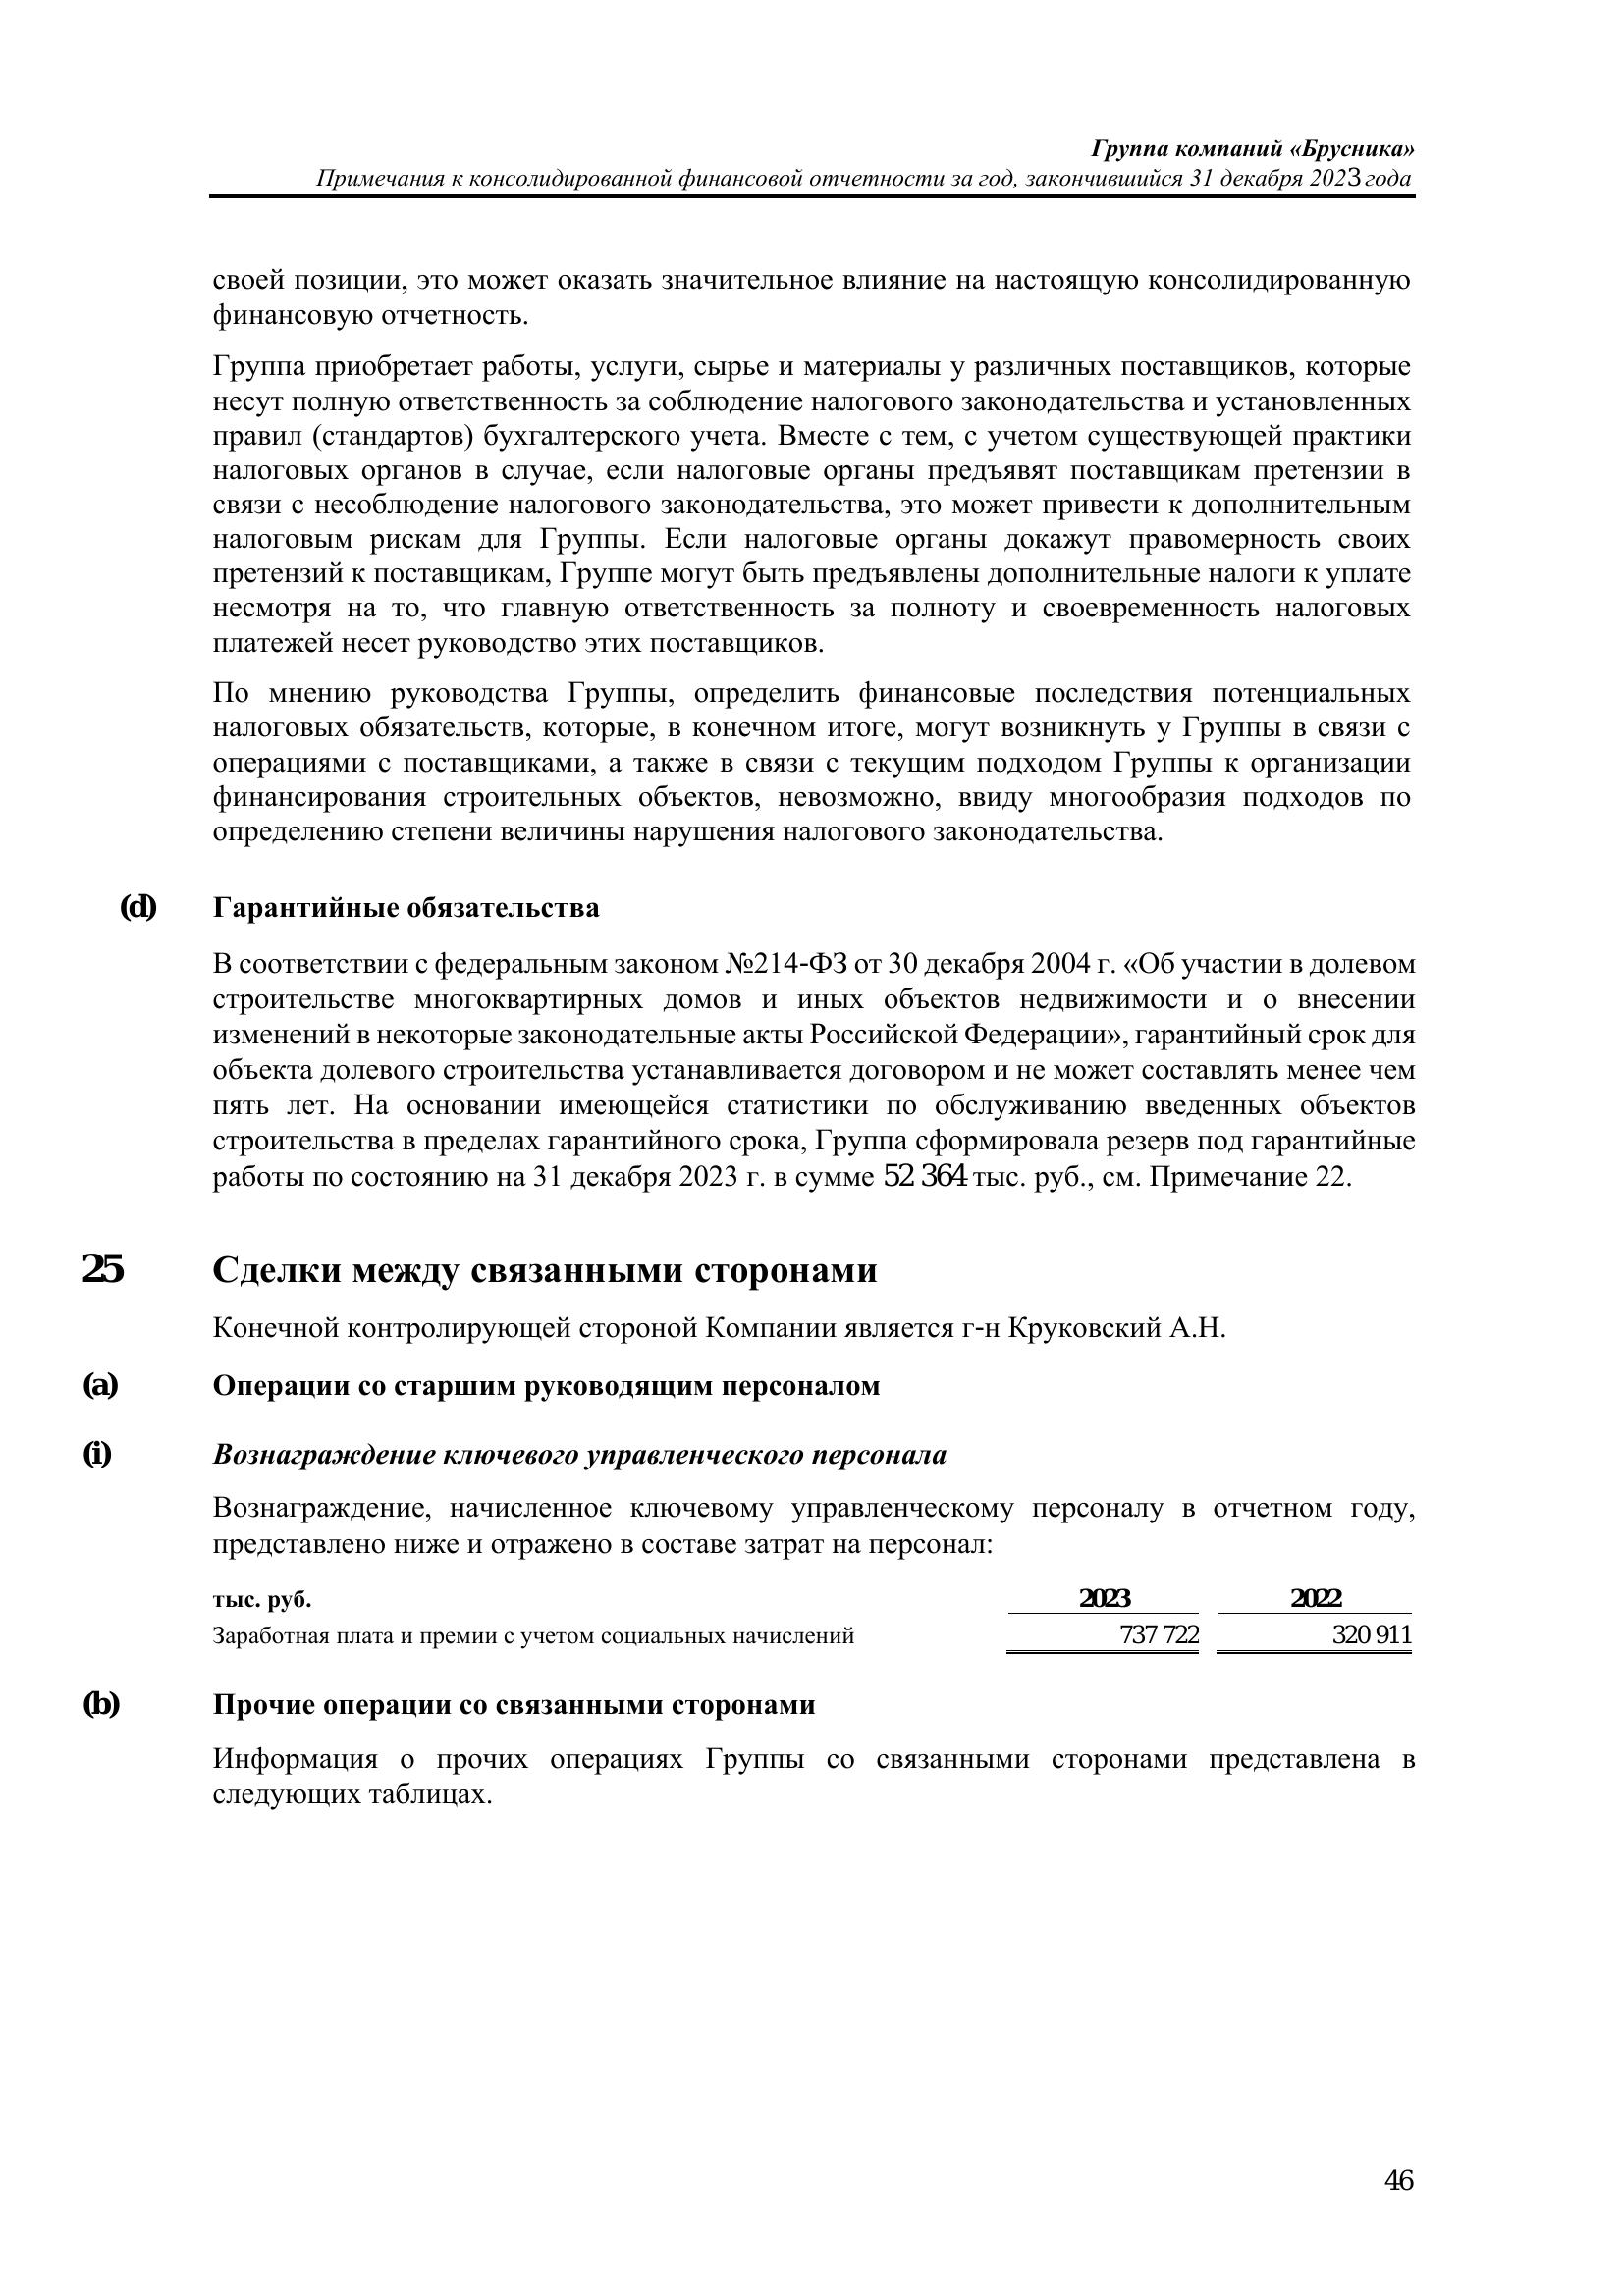 Группа компаний «Брусника»
Примечания к консолидированной финансовой отчетности за год, закончившийся 31 декабря 2023 года
своей позиции, это может оказать значительное влияние на настоящую консолидированную
финансовую отчетность.
Группа приобретает работы, услуги, сырье и материалы у различных поставщиков, которые
несут полную ответственность за соблюдение налогового законодательства и установленных
правил (стандартов) бухгалтерского учета. Вместе с тем, с учетом существующей практики
налоговых органов в случае, если налоговые органы предъявят поставщикам претензии в
связи с несоблюдение налогового законодательства, это может привести к дополнительным
налоговым рискам для Группы. Если налоговые органы докажут правомерность своих
претензий к поставщикам, Группе могут быть предъявлены дополнительные налоги к уплате
несмотря на то, что главную ответственность за полноту и своевременность налоговых
платежей несет руководство этих поставщиков.
По мнению руководства Группы, определить финансовые последствия потенциальных
налоговых обязательств, которые, в конечном итоге, могут возникнуть у Группы в связи с
операциями с поставщиками, а также в связи с текущим подходом Группы к организации
финансирования строительных объектов, невозможно, ввиду многообразия подходов по
определению степени величины нарушения налогового законодательства.
(d) Гарантийные обязательства
В соответствии с федеральным законом №214-ФЗ от 30 декабря 2004 г. «Об участии в долевом
строительстве многоквартирных домов и иных объектов недвижимости и о внесении
изменений в некоторые законодательные акты Российской Федерации», гарантийный срок для
объекта долевого строительства устанавливается договором и не может составлять менее чем
пять лет. На основании имеющейся статистики по обслуживанию введенных объектов
строительства в пределах гарантийного срока, Группа сформировала резерв под гарантийные
работы по состоянию на 31 декабря 2023 г. в сумме 52 364 тыс. руб., см. Примечание 22.
25 Сделки между связанными сторонами
Конечной контролирующей стороной Компании является г-н Круковский А.Н.
(a) Операции со старшим руководящим персоналом
(i) Вознаграждение ключевого управленческого персонала
Вознаграждение, начисленное ключевому управленческому персоналу в отчетном году,
представлено ниже и отражено в составе затрат на персонал:
тыс. руб. 2023 2022
Заработная плата и премии с учетом социальных начислений 737 722 320 911
(b) Прочие операции со связанными сторонами
Информация о прочих операциях Группы со связанными сторонами представлена в
следующих таблицах.
46